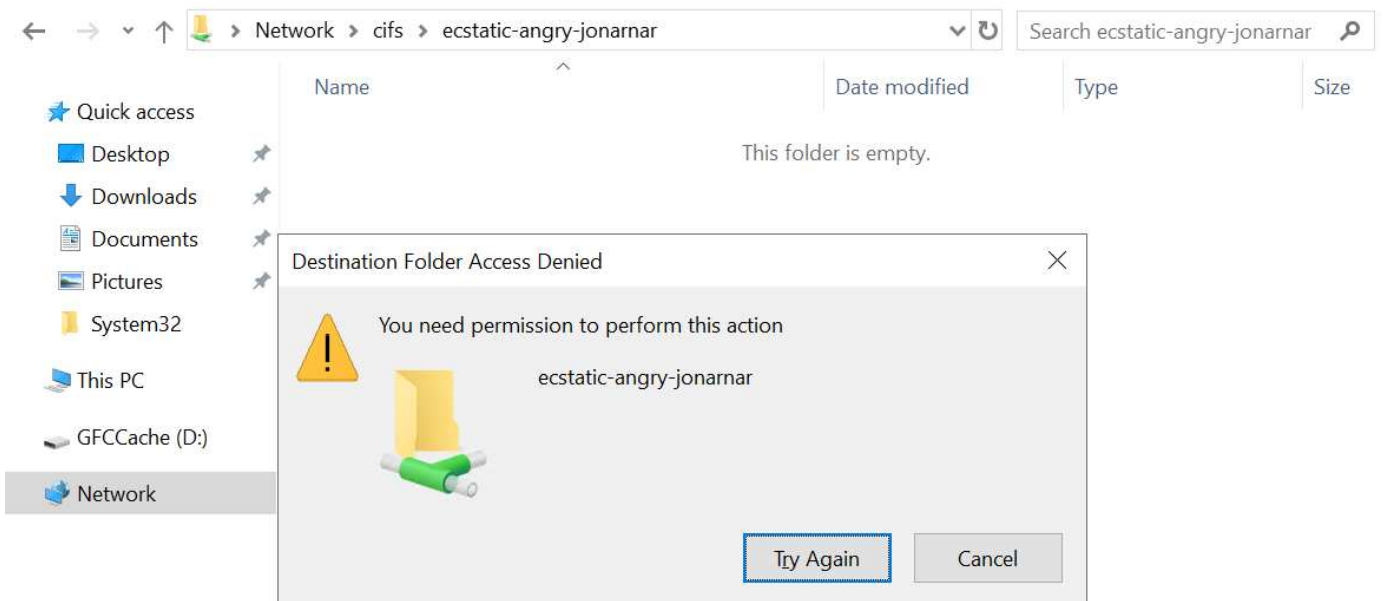 Network > cifs > ecstatic-angry-jonarnar
Search ecstatic-angry-jonarnar
Name Date modified Type Size
Quick access
This folder is empty.
Desktop
Downloads
Documents
Pictures
System32
This PC
GFCCache (D:)
Network
Destination Folder Access Denied
You need permission to perform this action
ecstatic-angry-jonarnar
Try Again Cancel